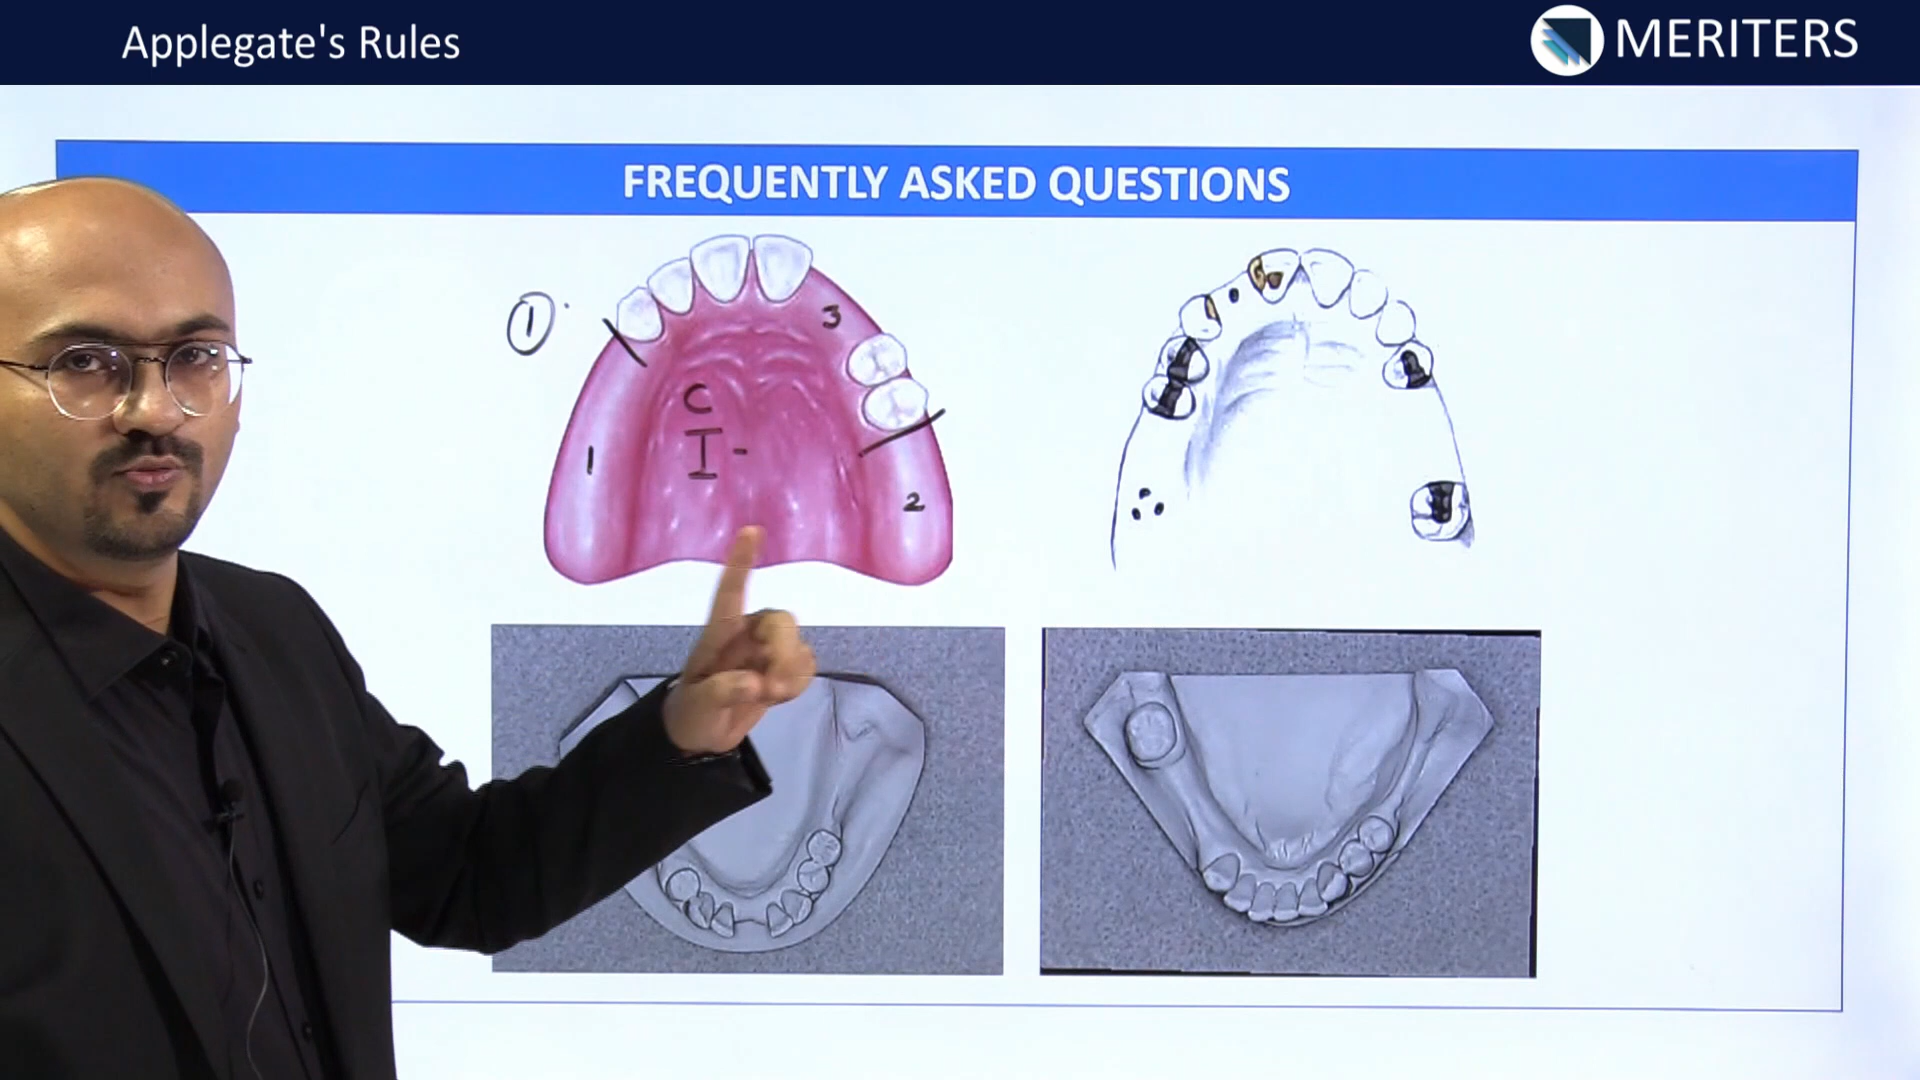 Applegate's Rules
MERITERS
FREQUENTLY ASKED QUESTIONS
1
3
C
I -
1
2